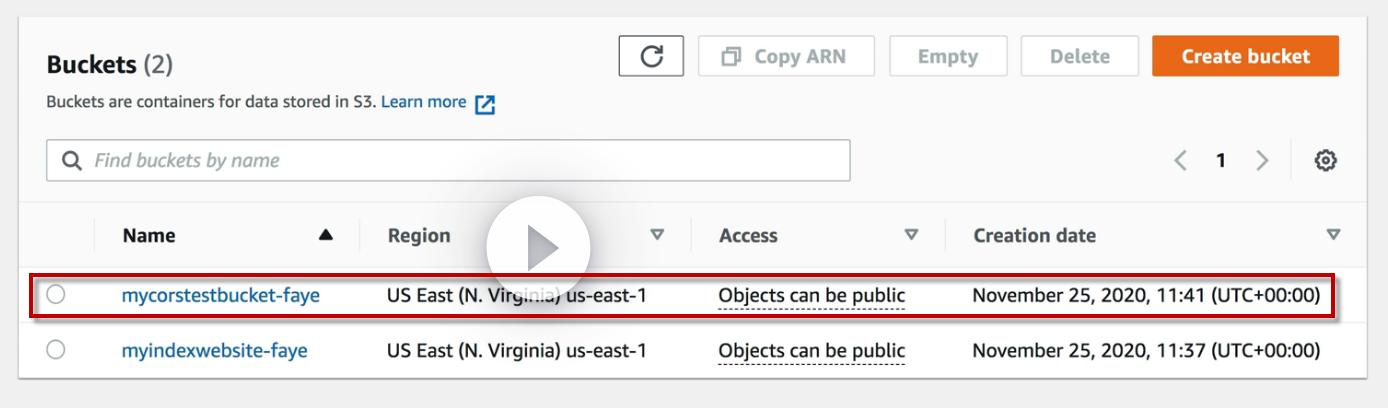 Buckets (2)
Copy ARN
Empty
Delete
Create bucket
Buckets are containers for data stored in S3. Learn more
Find buckets by name
1
Name Region Access Creation date
mycorstestbucket-faye US East (N. Virginia) us-east-1 Objects can be public November 25, 2020, 11:41 (UTC+00:00)
myindexwebsite-faye US East (N. Virginia) us-east-1 Objects can be public November 25, 2020, 11:37 (UTC+00:00)